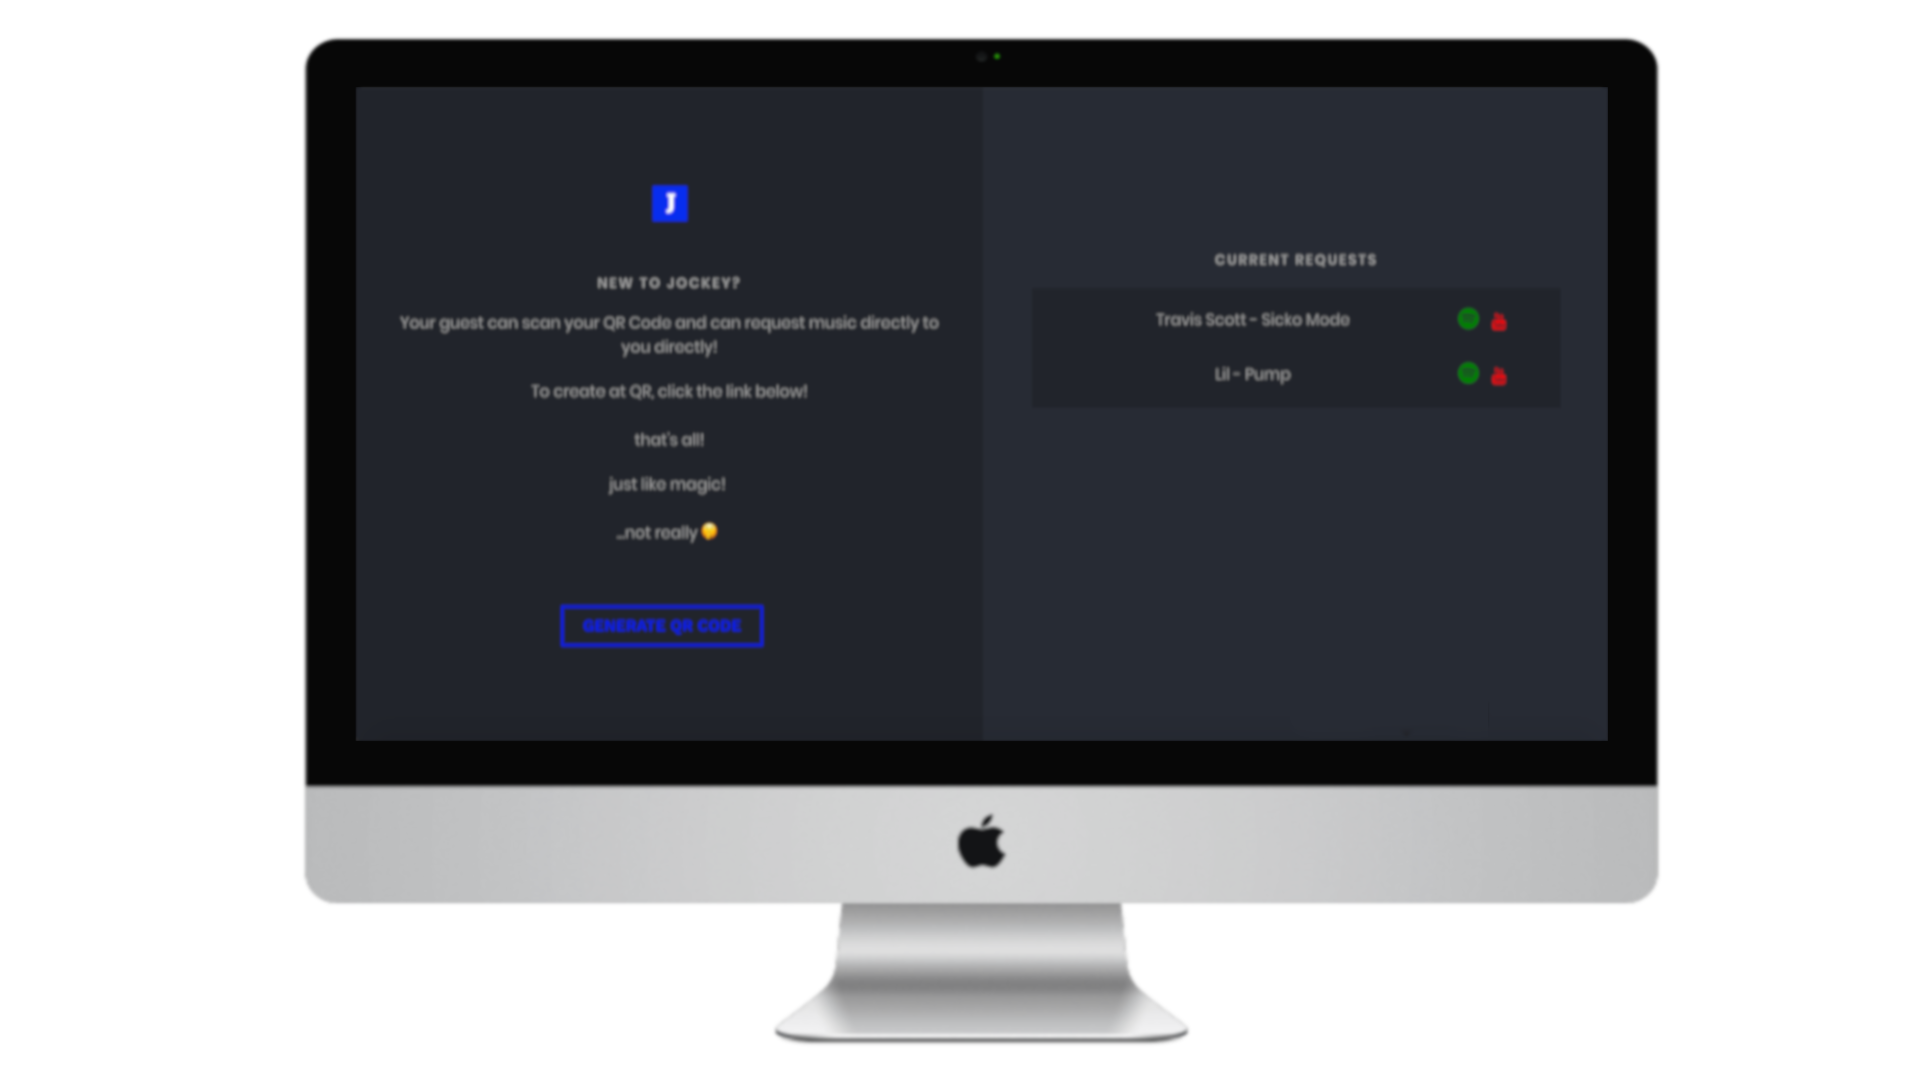 J
NEW TO JOCKEY?
Your guest can scan your QR Code and can request music directly to
you directly!
To create at QR, click the link below!
that's all!
just like magic!
...not really
GENERATE QR CODE
CURRENT REQUESTS
Travis Scott - Sicko Mode
Lil - Pump